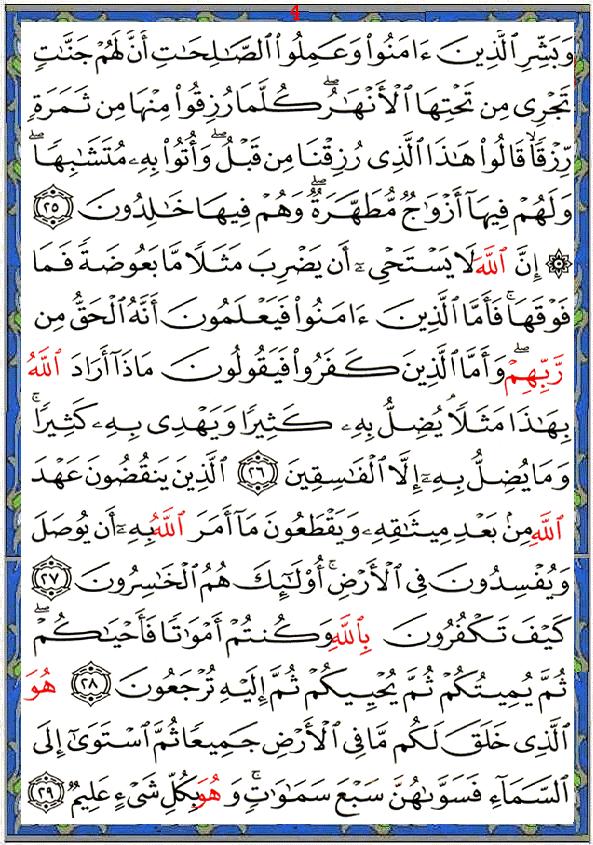 4
وَبَشِّرِ ٱلَّذِينَ ءَامَنُوا۟ وَعَمِلُوا۟ ٱلصَّـٰلِحَـٰتِ أَنَّ لَهُمْ جَنَّـٰتٍ
تَجْرِى مِن تَحْتِهَا ٱلْأَنْهَـٰرُ ۖ كُلَّمَا رُزِقُوا۟ مِنْهَا مِن ثَمَرَةٍ
رِّزْقًا ۙ قَالُوا۟ هَـٰذَا ٱلَّذِى رُزِقْنَا مِن قَبْلُ ۖ وَأُتُوا۟ بِهِۦ مُتَشَـٰبِهًا ۖ
وَلَهُمْ فِيهَآ أَزْوَٰجٌ مُّطَهَّرَةٌ ۖ وَهُمْ فِيهَا خَـٰلِدُونَ ٢٥
۞ إِنَّ ٱللَّهَ لَا يَسْتَحْىِۦٓ أَن يَضْرِبَ مَثَلًا مَّا بَعُوضَةً فَمَا
فَوْقَهَا ۚ فَأَمَّا ٱلَّذِينَ ءَامَنُوا۟ فَيَعْلَمُونَ أَنَّهُ ٱلْحَقُّ مِن
رَّبِّهِمْ ۖ وَأَمَّا ٱلَّذِينَ كَفَرُوا۟ فَيَقُولُونَ مَاذَآ أَرَادَ ٱللَّهُ
بِهَـٰذَا مَثَلًا ۘ يُضِلُّ بِهِۦ كَثِيرًا وَيَهْدِى بِهِۦ كَثِيرًا ۚ
وَمَا يُضِلُّ بِهِۦٓ إِلَّا ٱلْفَـٰسِقِينَ ٢٦ ٱلَّذِينَ يَنقُضُونَ عَهْدَ
ٱللَّهِ مِنۢ بَعْدِ مِيثَـٰقِهِۦ وَيَقْطَعُونَ مَآ أَمَرَ ٱللَّهُ بِهِۦٓ أَن يُوصَلَ
وَيُفْسِدُونَ فِى ٱلْأَرْضِ ۚ أُو۟لَـٰٓئِكَ هُمُ ٱلْخَـٰسِرُونَ ٢٧
كَيْفَ تَكْفُرُونَ بِٱللَّهِ وَكُنتُمْ أَمْوَٰتًا فَأَحْيَـٰكُمْ ۖ
ثُمَّ يُمِيتُكُمْ ثُمَّ يُحْيِيكُمْ ثُمَّ إِلَيْهِ تُرْجَعُونَ ٢٨ هُوَ
ٱلَّذِى خَلَقَ لَكُم مَّا فِى ٱلْأَرْضِ جَمِيعًا ثُمَّ ٱسْتَوَىٰٓ إِلَى
ٱلسَّمَآءِ فَسَوَّىٰهُنَّ سَبْعَ سَمَـٰوَٰتٍ ۚ وَهُوَ بِكُلِّ شَىْءٍ عَلِيمٌ ٢٩